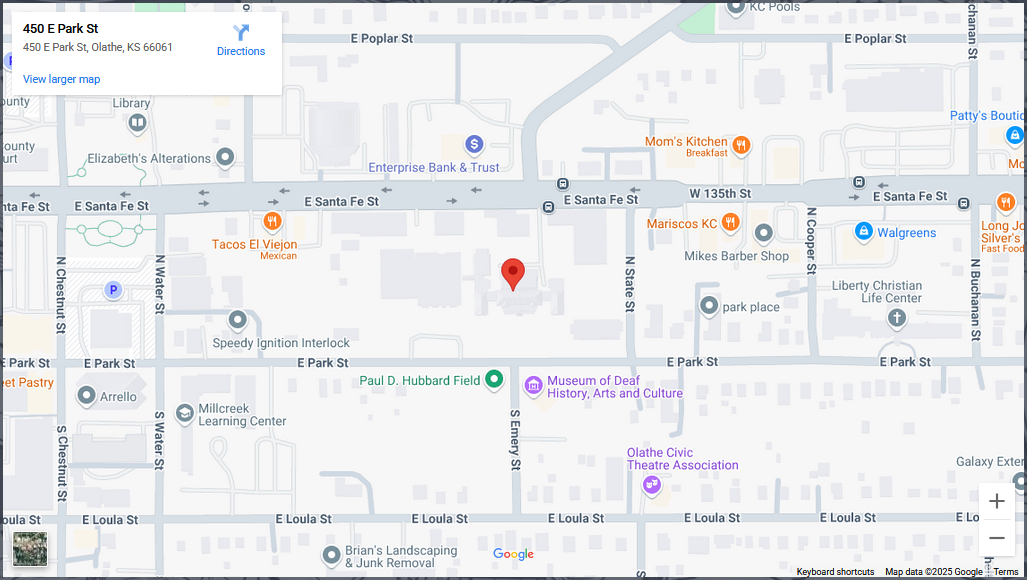 450 E Park St
450 E Park St, Olathe, KS 66061
Directions
View larger map
KC Pools
E Poplar St
E Poplar St
chanan St
ounty
Library
ounty
urt
Elizabeth's Alterations
Enterprise Bank & Trust
Mom's Kitchen
Breakfast
Patty's Boutiq
Mo
nta Fe St
E Santa Fe St
E Santa Fe St
E Santa Fe St
W 135th St
E Santa Fe St
Tacos El Viejon
Mexican
Mariscos KC
Mikes Barber Shop
Walgreens
Long Jo
Silver's
Fast Food
N Chestnut St
N Water St
N State St
N Cooper St
N Buchanan St
P
Liberty Christian
Life Center
park place
Speedy Ignition Interlock
E Park St
E Park St
E Park St
E Park St
E Park St
eet Pastry
Paul D. Hubbard Field
Museum of Deaf
History, Arts and Culture
Arrello
Millcreek
Learning Center
S Chestnut St
S Water St
S Emery St
Olathe Civic
Theatre Association
Galaxy Exter
oula St
E Loula St
E Loula St
E Loula St
E Loula St
E Loula St
E Lo
Brian's Landscaping
& Junk Removal
Google
S
Keyboard shortcuts
Map data ©2025 Google
Terms